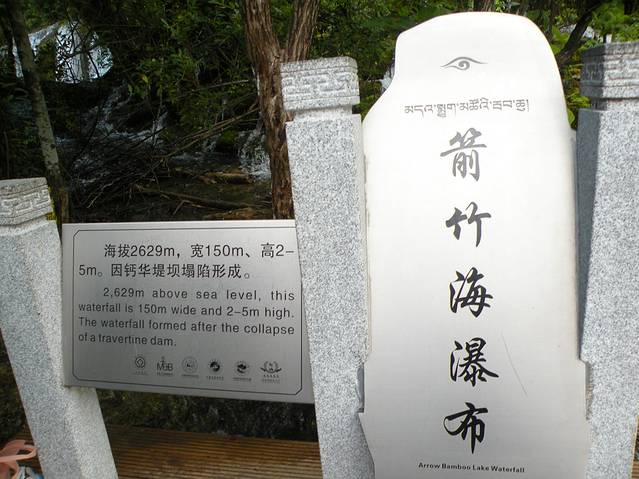 海拔2629m，宽150m、高2-
5m。因钙华堤坝塌陷形成。
2,629m above sea level, this
waterfall is 150m wide and 2-5m high.
The waterfall formed after the collapse
of a travertine dam.
མདའ་སྨྱུག་མཚོའི་རྦབ་ཆུ།
箭竹海瀑布
Arrow Bamboo Lake Waterfall